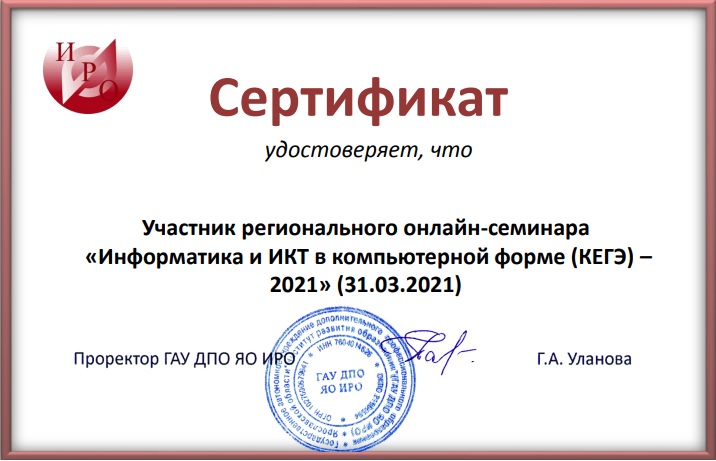 ИРО
Сертификат
удостоверяет, что
Участник регионального онлайн-семинара
«Информатика и ИКТ в компьютерной форме (КЕГЭ) –
2021» (31.03.2021)
Проректор ГАУ ДПО ЯО ИРО
Г.А. Уланова
ГАУ ДПО
ЯО ИРО